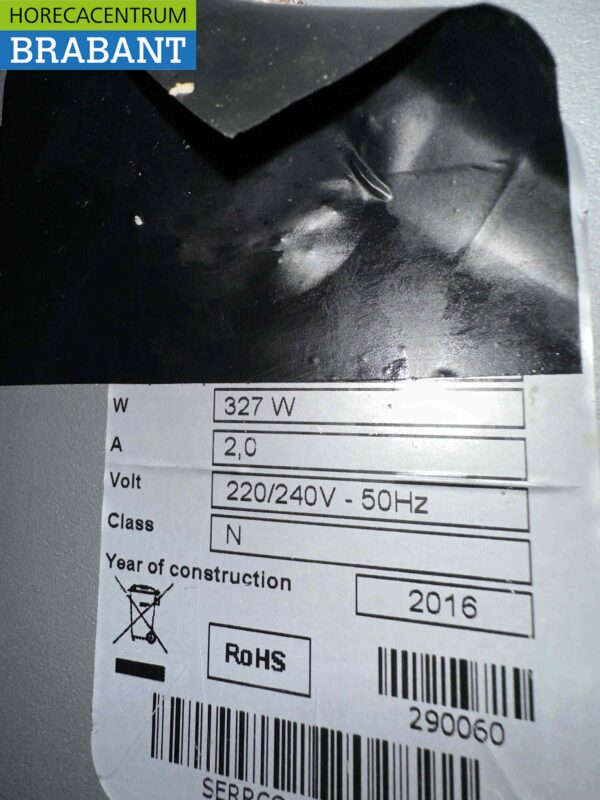 HORECACENTRUM
BRABANT
W 327 W
A 2,0
Volt 220/240V - 50Hz
Class N
Year of construction 2016
RoHS
290060